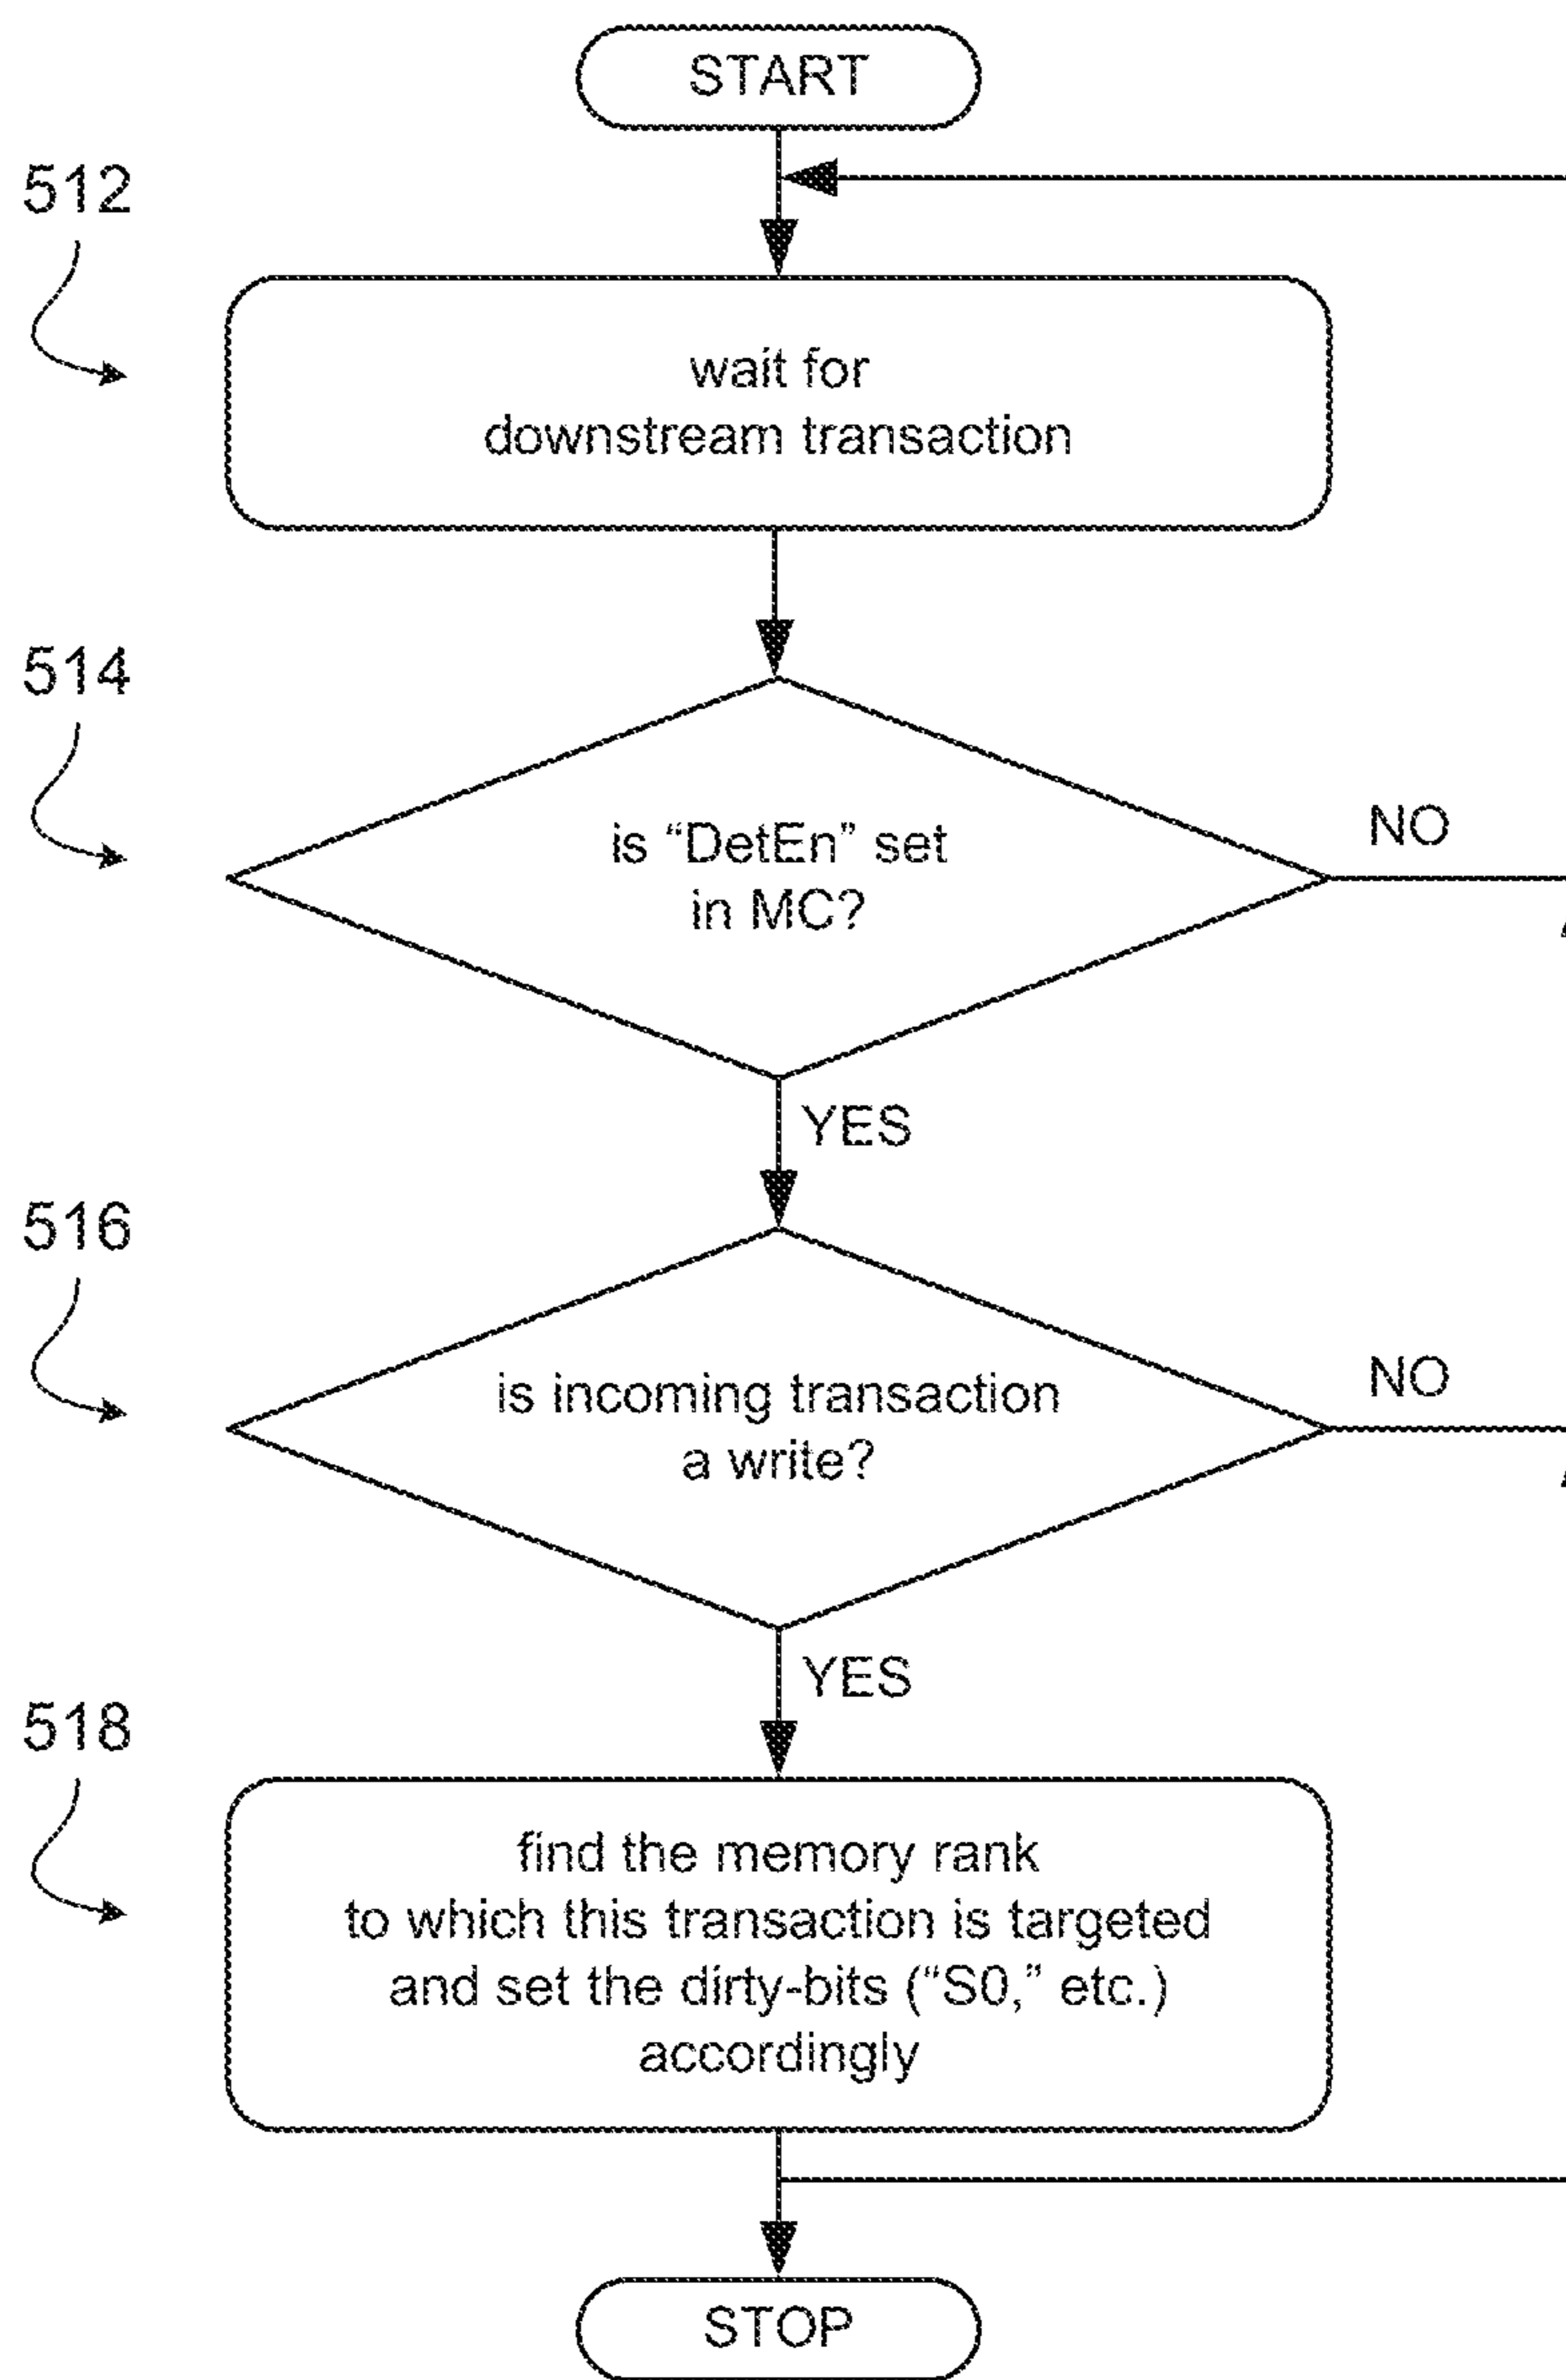 START
512
wait for
downstream transaction
514
is “DetEn” set
in MC?
NO
YES
516
is incoming transaction
a write?
NO
YES
518
find the memory rank
to which this transaction is targeted
and set the dirty-bits (“S0,” etc.)
accordingly
STOP